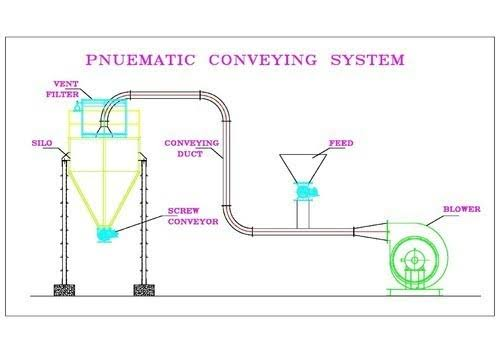 PNUEMATIC CONVEYING SYSTEM
VENT
FILTER
SILO
CONVEYING
DUCT
FEED
SCREW
CONVEYOR
BLOWER